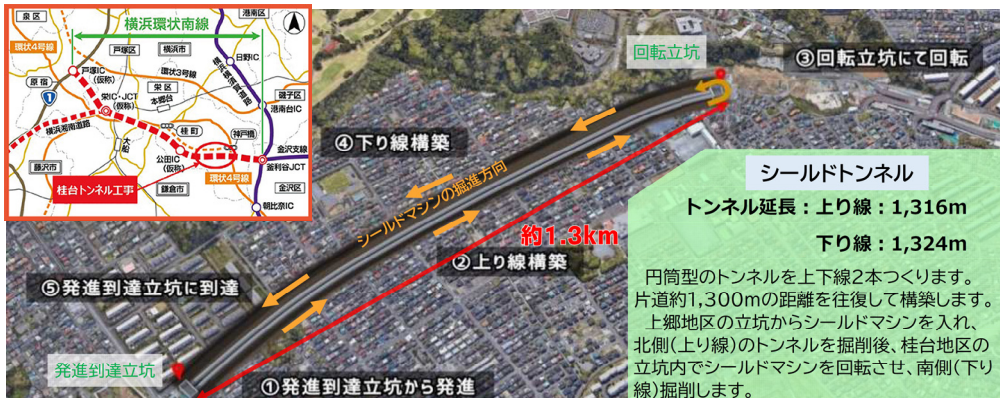 横浜環状南線
泉区
港南区
環状4号線
戸塚区
横浜市
日野IC
戸塚IC
(仮称)
環状3号線
横浜横須賀道路
原宿
1
栄IC・JCT
(仮称)
栄区
本郷台
磯子区
港南台IC
横浜湘南道路
大船
桂町
神戸橋
金沢支線
公田IC
(仮称)
釜利谷JCT
藤沢市
環状4号線
桂台トンネル工事
鎌倉市
金沢区
朝比奈IC
回転立坑
③回転立坑にて回転
④下り線構築
シールドマシンの掘進方向
約1.3km
②上り線構築
⑤発進到達立坑に到達
発進到達立坑
①発進到達立坑から発進
シールドトンネル
トンネル延長:上り線:1,316m
下り線:1,324m
円筒型のトンネルを上下線2本つくります。
片道約1,300mの距離を往復して構築します。
上郷地区の立坑からシールドマシンを入れ、
北側(上り線)のトンネルを掘削後、桂台地区の
立坑内でシールドマシンを回転させ、南側(下り
線)掘削します。